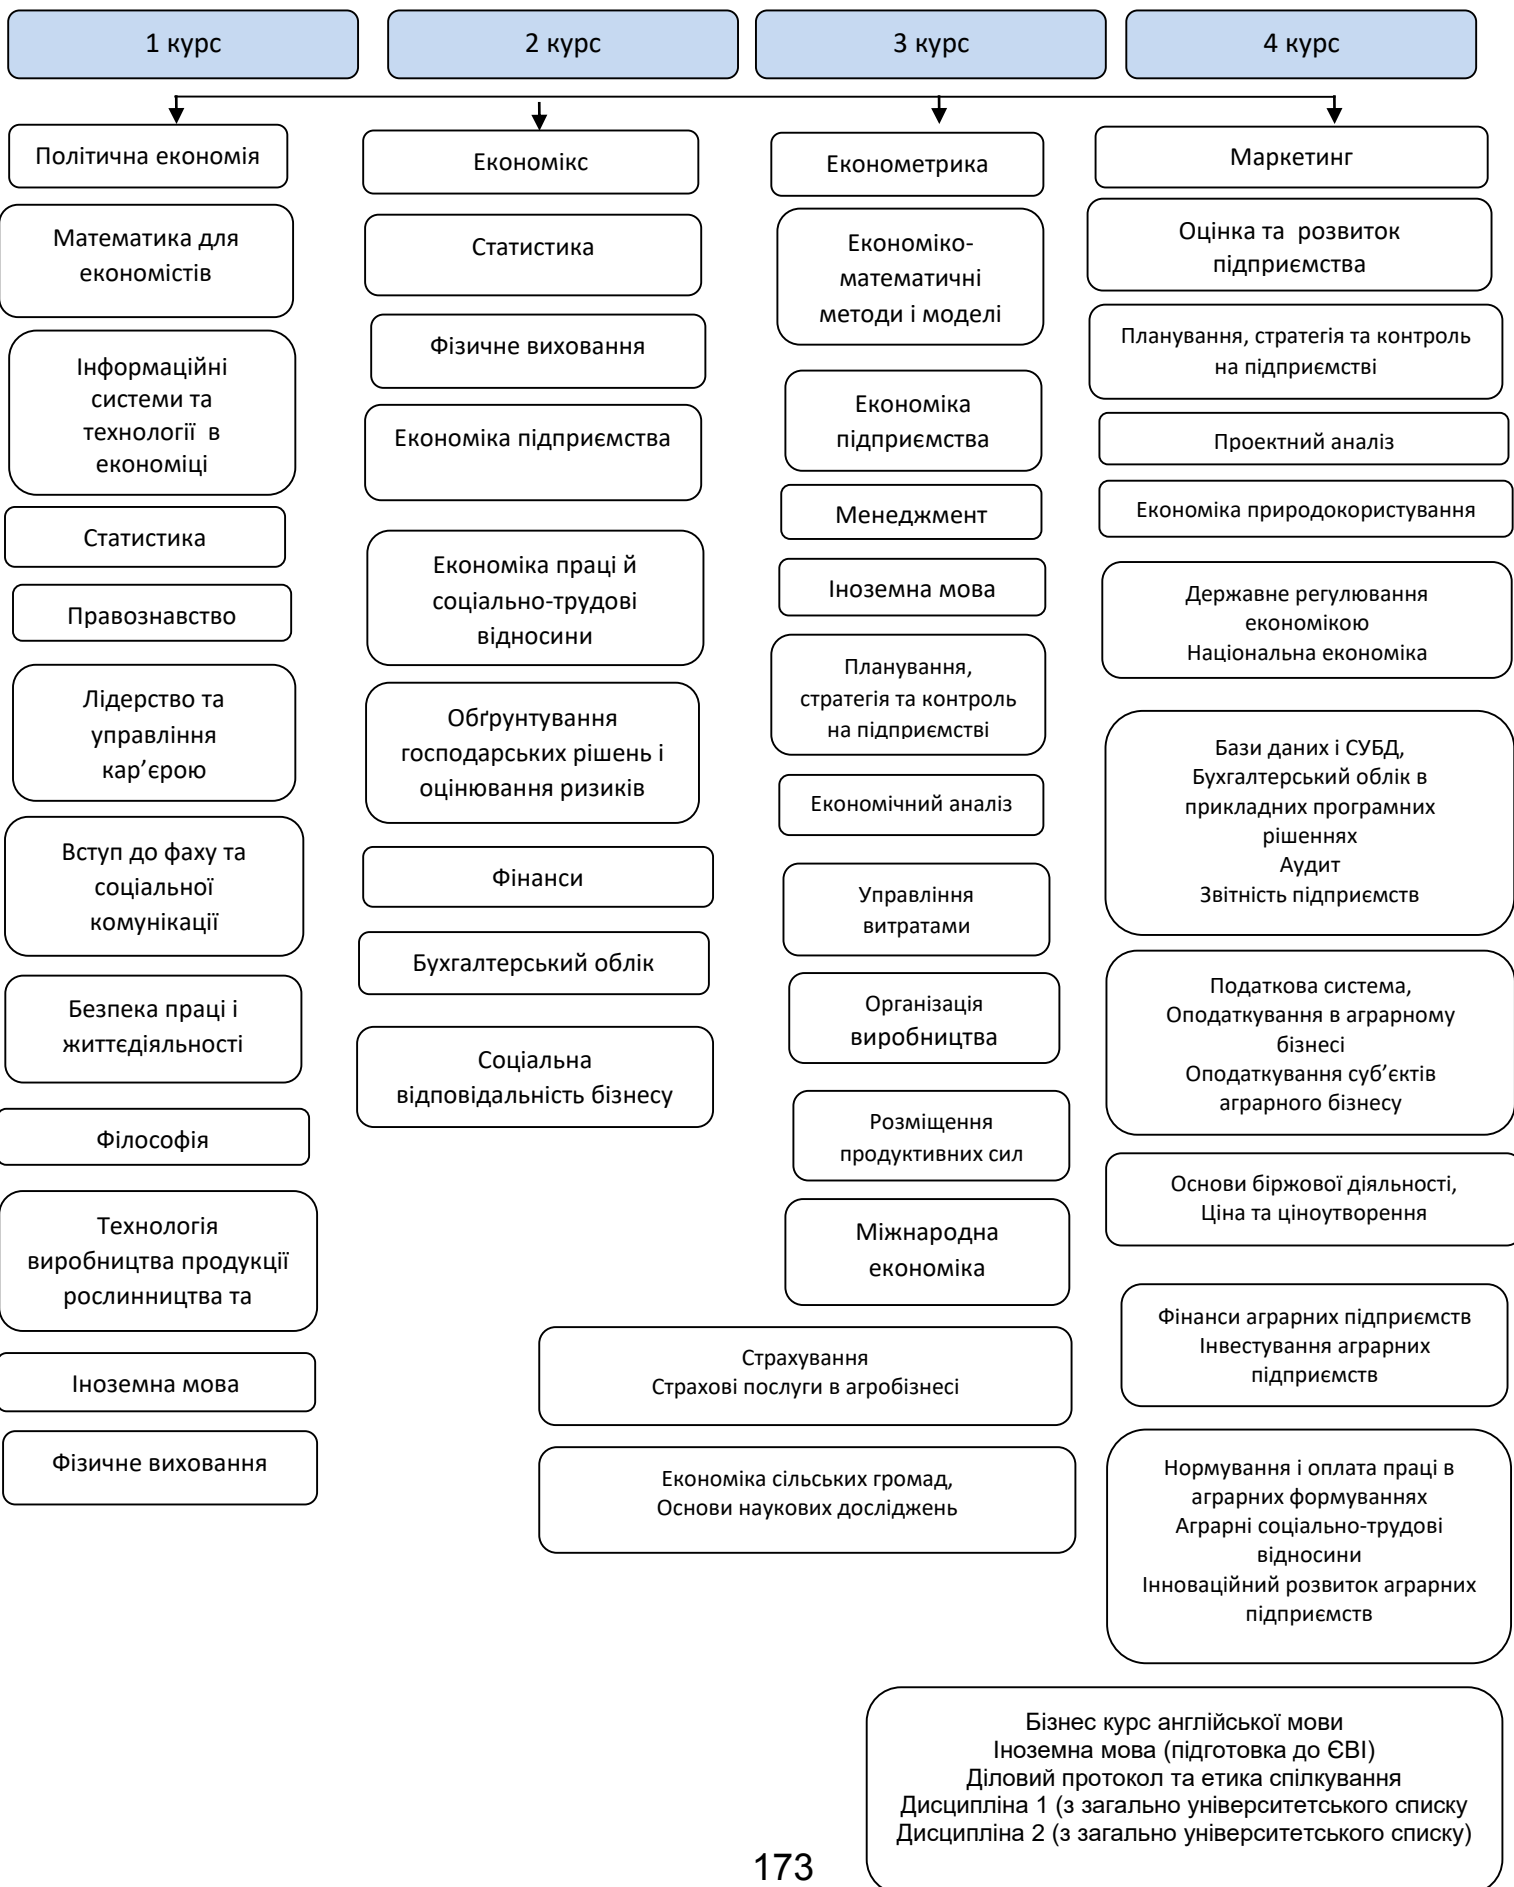 1 курс
2 курс
3 курс
4 курс
Політична економія
Математика для
економістів
Інформаційні
системи та
технології в
економіці
Статистика
Правознавство
Лідерство та
управління
кар’єрою
Вступ до фаху та
соціальної
комунікації
Безпека праці і
життєдіяльності
Філософія
Технологія
виробництва продукції
рослинництва та
Іноземна мова
Фізичне виховання
Економікс
Статистика
Фізичне виховання
Економіка підприємства
Економіка праці й
соціально-трудові
відносини
Обґрунтування
господарських рішень і
оцінювання ризиків
Фінанси
Бухгалтерський облік
Соціальна
відповідальність бізнесу
Економетрика
Економіко-
математичні
методи і моделі
Економіка
підприємства
Менеджмент
Іноземна мова
Планування,
стратегія та контроль
на підприємстві
Економічний аналіз
Управління
витратами
Організація
виробництва
Розміщення
продуктивних сил
Міжнародна
економіка
Страхування
Страхові послуги в агробізнесі
Економіка сільських громад,
Основи наукових досліджень
Маркетинг
Оцінка та розвиток
підприємства
Планування, стратегія та контроль
на підприємстві
Проектний аналіз
Економіка природокористування
Державне регулювання
економікою
Національна економіка
Бази даних і СУБД,
Бухгалтерський облік в
прикладних програмних
рішеннях
Аудит
Звітність підприємств
Податкова система,
Оподаткування в аграрному
бізнесі
Оподаткування суб’єктів
аграрного бізнесу
Основи біржової діяльності,
Ціна та ціноутворення
Фінанси аграрних підприємств
Інвестування аграрних
підприємств
Нормування і оплата праці в
аграрних формуваннях
Аграрні соціально-трудові
відносини
Інноваційний розвиток аграрних
підприємств
Бізнес курс англійської мови
Іноземна мова (підготовка до ЄВІ)
Діловий протокол та етика спілкування
Дисципліна 1 (з загально університетського списку
Дисципліна 2 (з загально університетського списку)
173